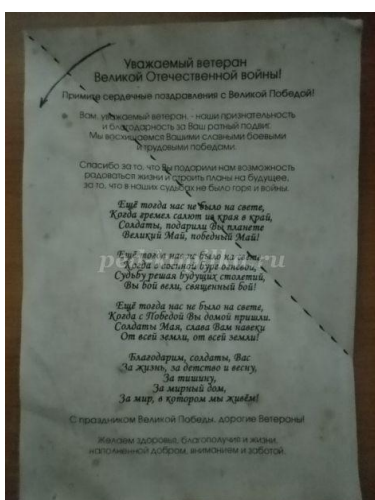 Уважаемый ветеран
Великой Отечественной войны!
Примите сердечные поздравления с Великой Победой!
Вам, уважаемый ветеран, - наши признательность
и благодарность за Ваш ратный подвиг.
Мы восхищаемся Вашими славными боевыми
и трудовыми победами.
Спасибо за то, что Вы подарили нам возможность
радоваться жизни и строить планы на будущее,
за то, что в наших судьбах не было горя и войны.
Ещё тогда нас не было на свете,
Когда гремел салют из края в край,
Солдаты, подарили Вы планете
Великий Май, победный Май!
Ещё тогда нас не было на свете,
Когда в военной буре огневой,
Судьбу решая будущих столетий,
Вы бой вели, священный бой!
Ещё тогда нас не было на свете,
Когда с Победой Вы домой пришли.
Солдаты Мая, слава Вам навеки
От всей земли, от всей земли!
Благодарим, солдаты, Вас
За жизнь, за детство и весну,
За тишину,
За мирный дом,
За мир, в котором мы живём!
С праздником Великой Победы, дорогие Ветераны!
Желаем здоровья, благополучия и жизни,
наполненной добром, вниманием и заботой.